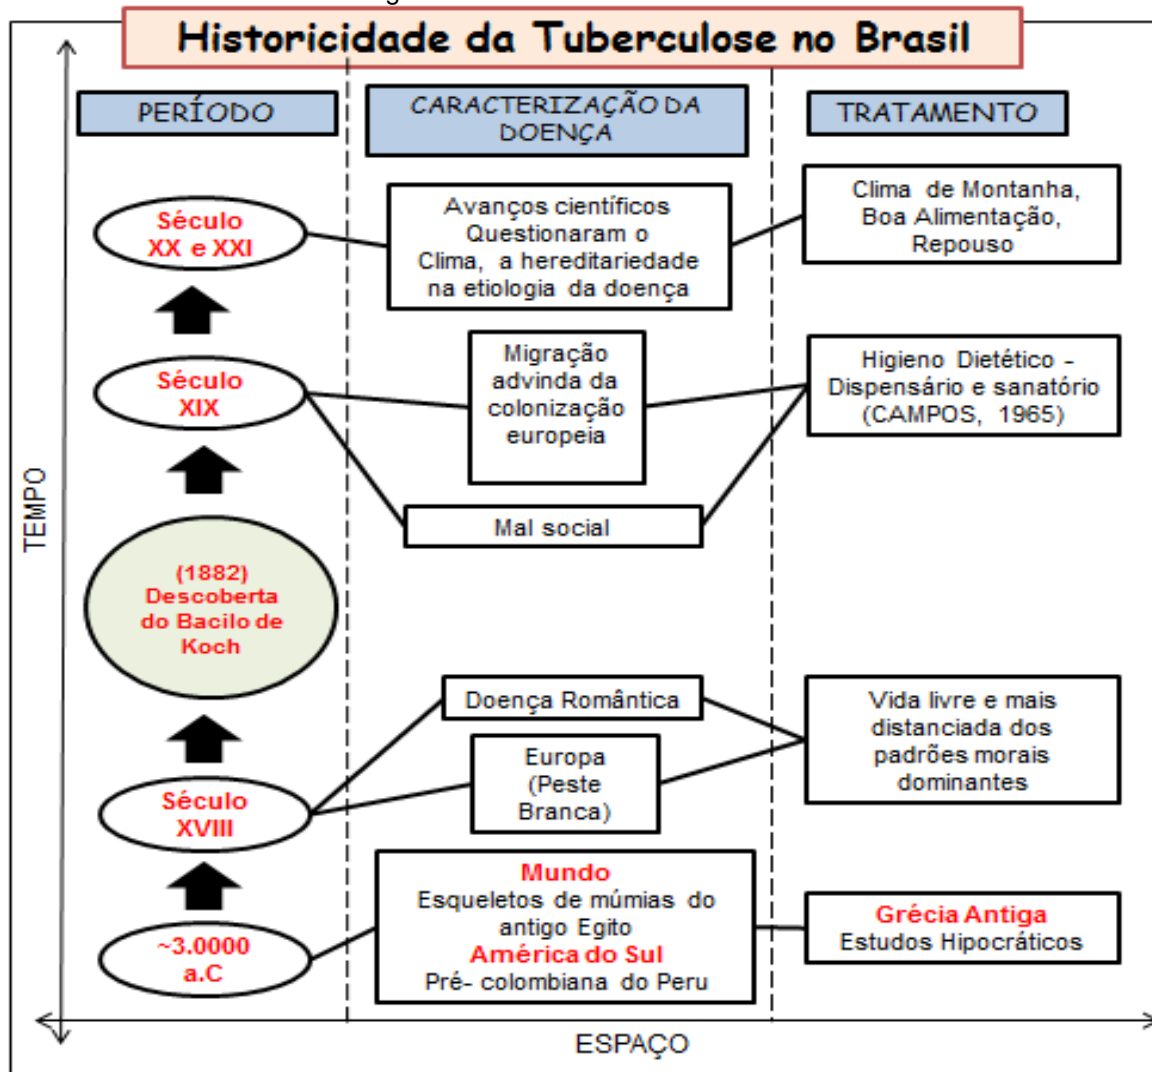 Historicidade da Tuberculose no Brasil
PERÍODO
CARACTERIZAÇÃO DA
DOENÇA
TRATAMENTO
Século
XX e XXI
Avanços científicos
Questionaram o
Clima, a hereditariedade
na etiologia da doença
Clima de Montanha,
Boa Alimentação,
Repouso
Século
XIX
Migração
advinda da
colonização
europeia
Mal social
Higieno Dietético -
Dispensário e sanatório
(CAMPOS, 1965)
(1882)
Descoberta
do Bacilo de
Koch
Século
XVIII
Doença Romântica
Europa
(Peste
Branca)
Vida livre e mais
distanciada dos
padrões morais
dominantes
~3.0000
a.C
Mundo
Esqueletos de múmias do
antigo Egito
América do Sul
Pré- colombiana do Peru
Grécia Antiga
Estudos Hipocráticos
TEMPO
ESPAÇO